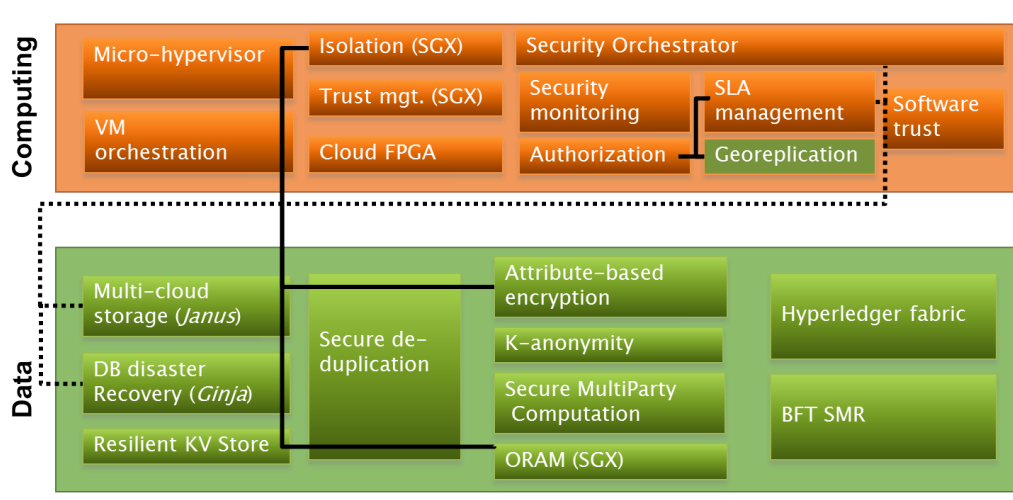 Computing
Micro-hypervisor
VM
orchestration
Isolation (SGX)
Trust mgt. (SGX)
Cloud FPGA
Security Orchestrator
Security
monitoring
Authorization
SLA
management
Georeplication
Software
trust
Data
Multi-cloud
storage (Janus)
DB disaster
Recovery (Ginja)
Resilient KV Store
Secure de-
duplication
Attribute-based
encryption
K-anonymity
Secure MultiParty
Computation
ORAM (SGX)
Hyperledger fabric
BFT SMR